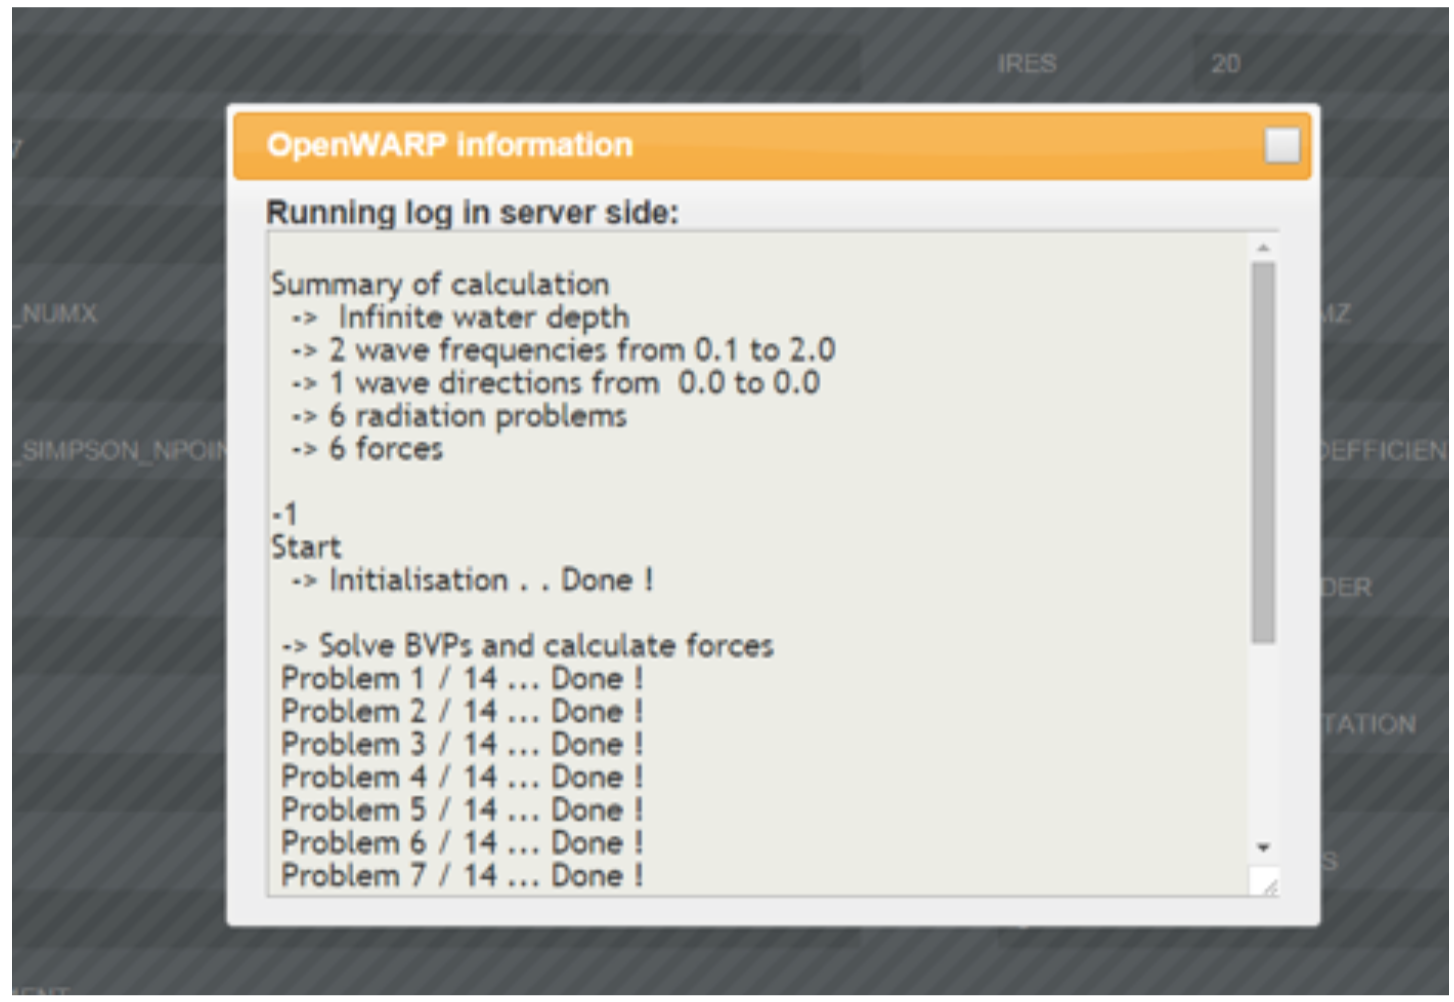 IRES 20
7
OpenWARP information
Running log in server side:
Summary of calculation
-> Infinite water depth
-> 2 wave frequencies from 0.1 to 2.0
-> 1 wave directions from 0.0 to 0.0
-> 6 radiation problems
-> 6 forces
-1
Start
-> Initialisation . . Done !
-> Solve BVPs and calculate forces
Problem 1 / 14 ... Done !
Problem 2 / 14 ... Done !
Problem 3 / 14 ... Done !
Problem 4 / 14 ... Done !
Problem 5 / 14 ... Done !
Problem 6 / 14 ... Done !
Problem 7 / 14 ... Done !
_NUMX
MZ
_SIMPSON_NPOIN
OEFFICIEN
DER
TATION
S